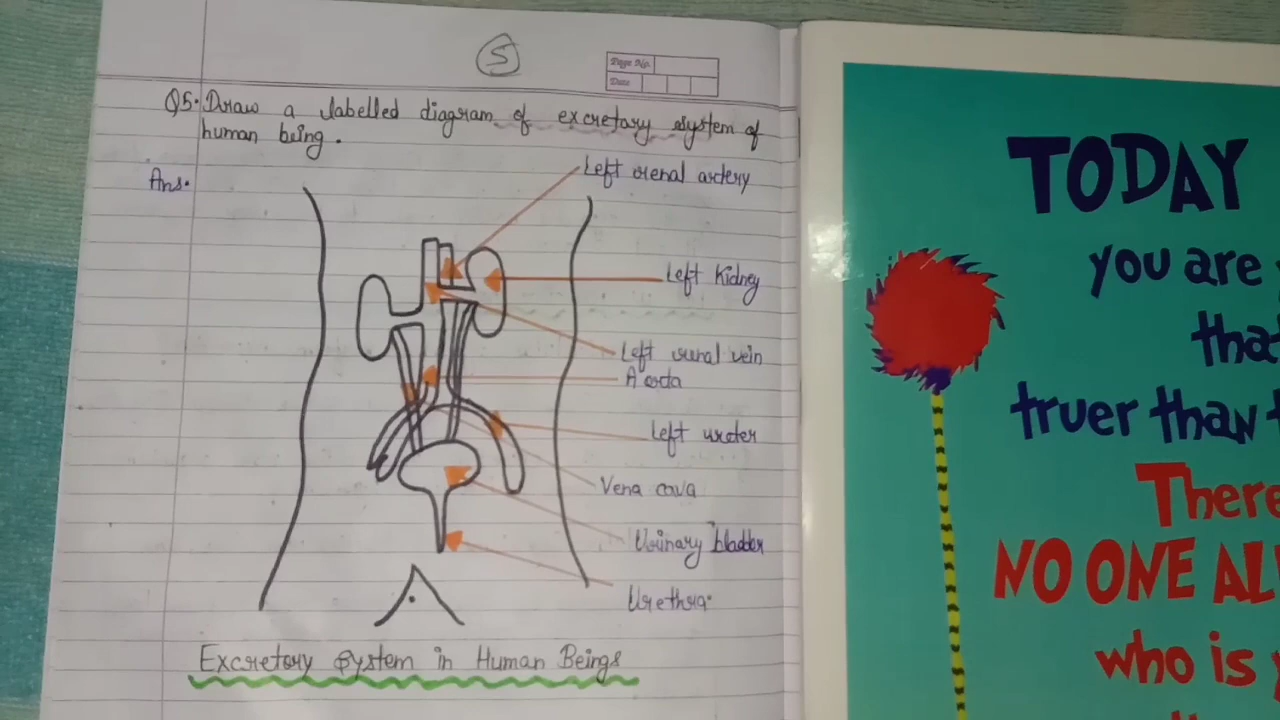 5
Page No.
Date
Q5. Draw a labelled diagram of excretory system of
human being.
Ans.
Left renal artery
Left Kidney
Left renal vein
Aorta
Left ureter
Vena cava
Urinary bladder
Urethra
Excretory System in Human Beings
TODAY
you are
that
truer than
There
NO ONE AL
who is